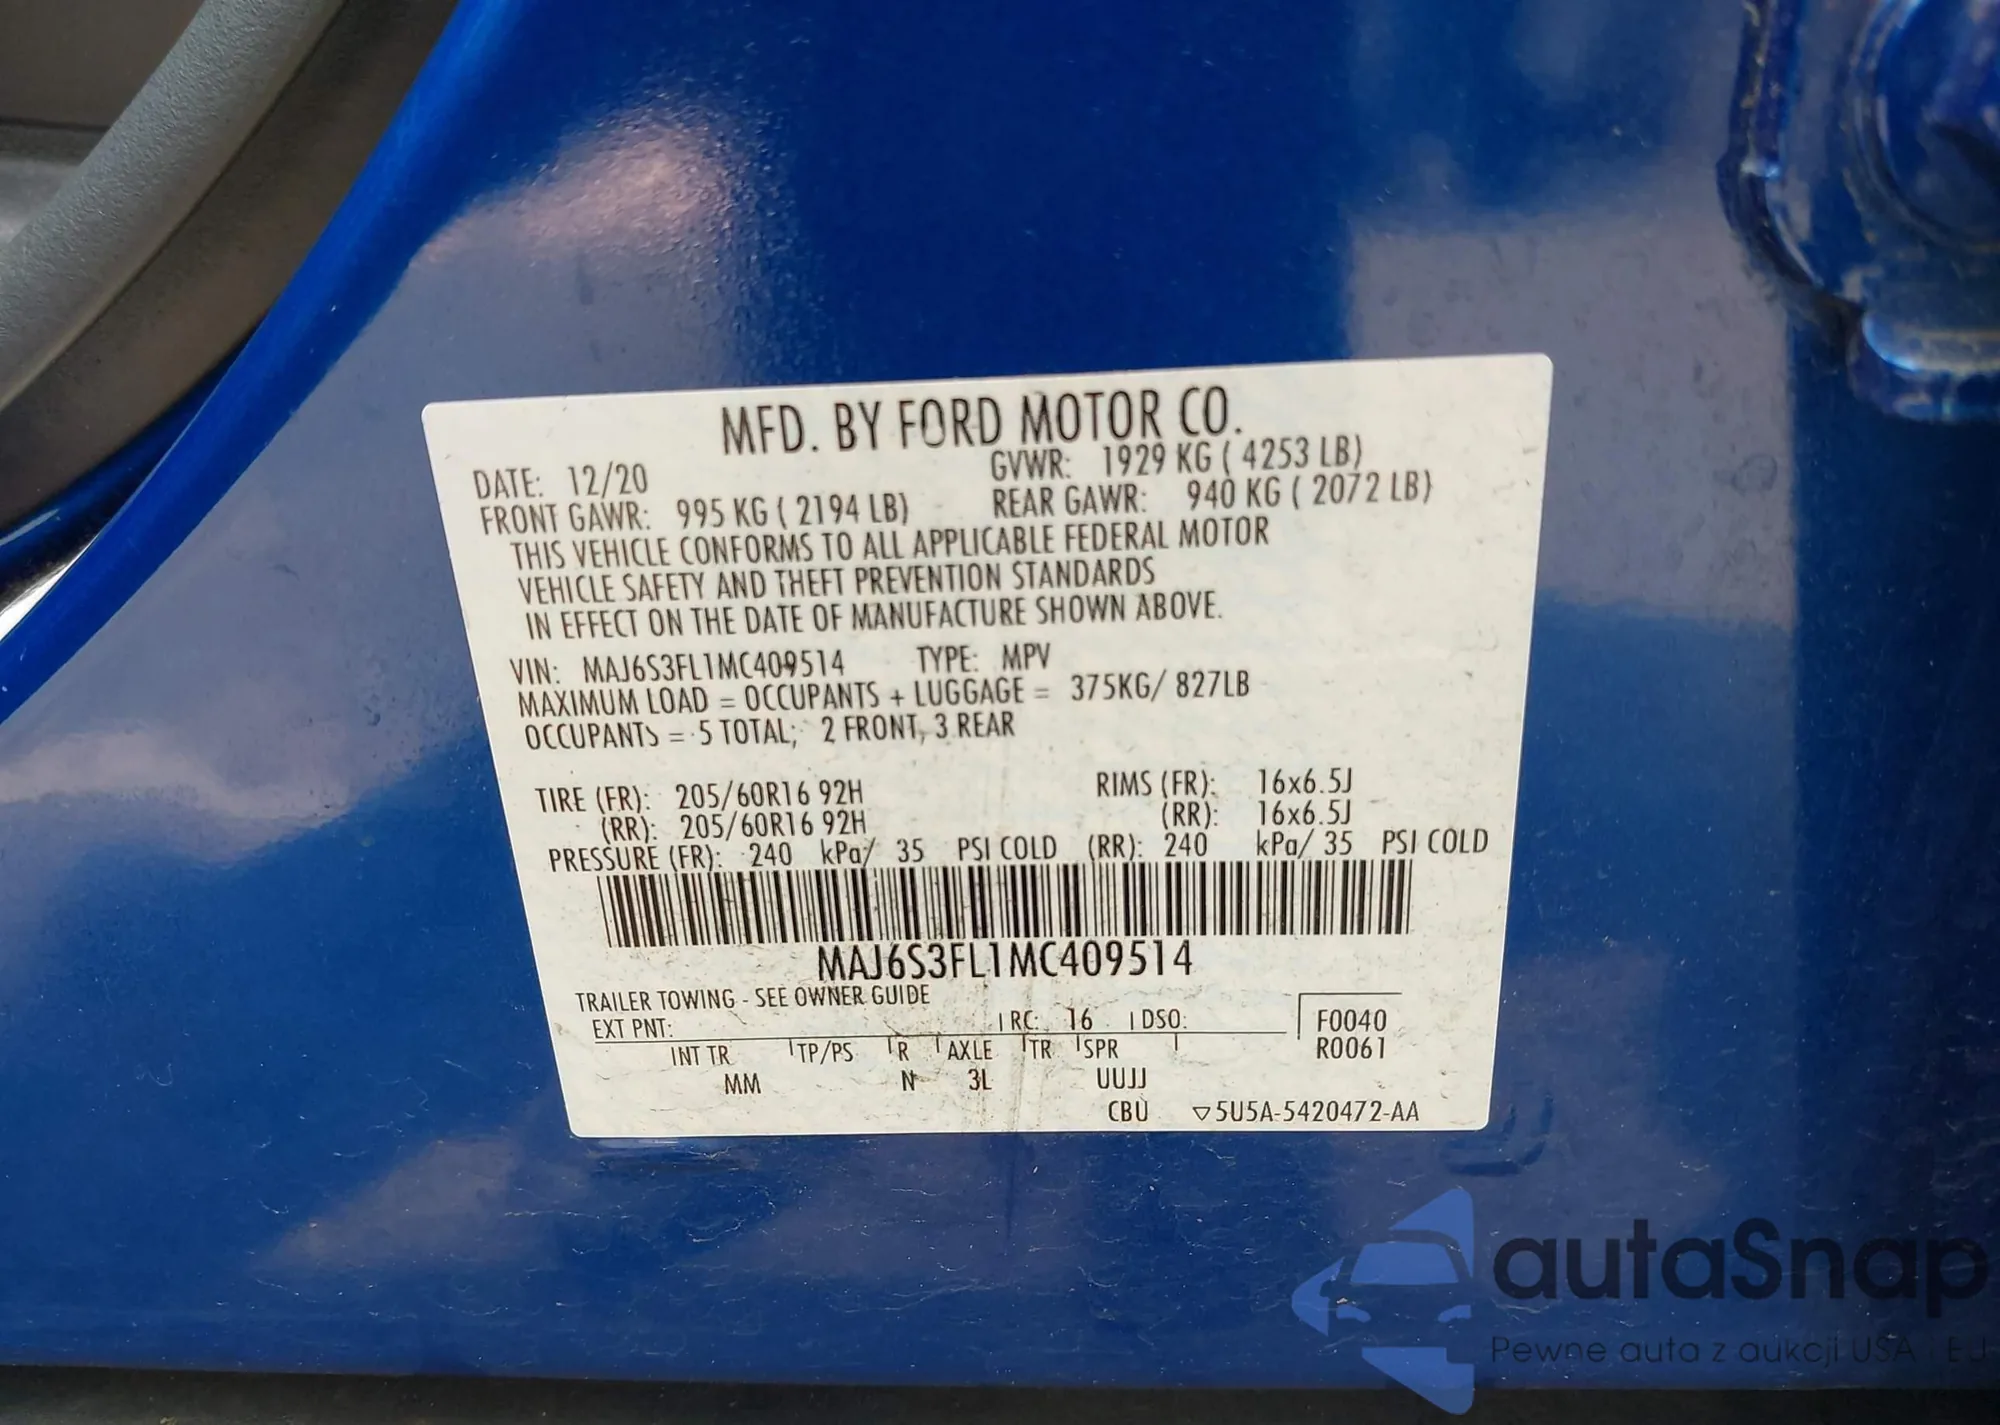 MFD. BY FORD MOTOR CO.
DATE: 12/20 GVWR: 1929 KG ( 4253 LB)
FRONT GAWR: 995 KG ( 2194 LB) REAR GAWR: 940 KG ( 2072 LB)
THIS VEHICLE CONFORMS TO ALL APPLICABLE FEDERAL MOTOR
VEHICLE SAFETY AND THEFT PREVENTION STANDARDS
IN EFFECT ON THE DATE OF MANUFACTURE SHOWN ABOVE.
VIN: MAJ6S3FL1MC409514 TYPE: MPV
MAXIMUM LOAD = OCCUPANTS + LUGGAGE = 375KG/ 827LB
OCCUPANTS = 5 TOTAL; 2 FRONT, 3 REAR
TIRE (FR): 205/60R16 92H RIMS (FR): 16x6.5J
(RR): 205/60R16 92H (RR): 16x6.5J
PRESSURE (FR): 240 kPa/ 35 PSI COLD (RR): 240 kPa/ 35 PSI COLD
MAJ6S3FL1MC409514
TRAILER TOWING - SEE OWNER GUIDE
EXT PNT: RC: 16 DSO: F0040
INT TR TP/PS R AXLE TR SPR R0061
MM N 3L UUJJ
CBU ▽5U5A-5420472-AA
autaSnap
Pewne auta z aukcji USA i EU